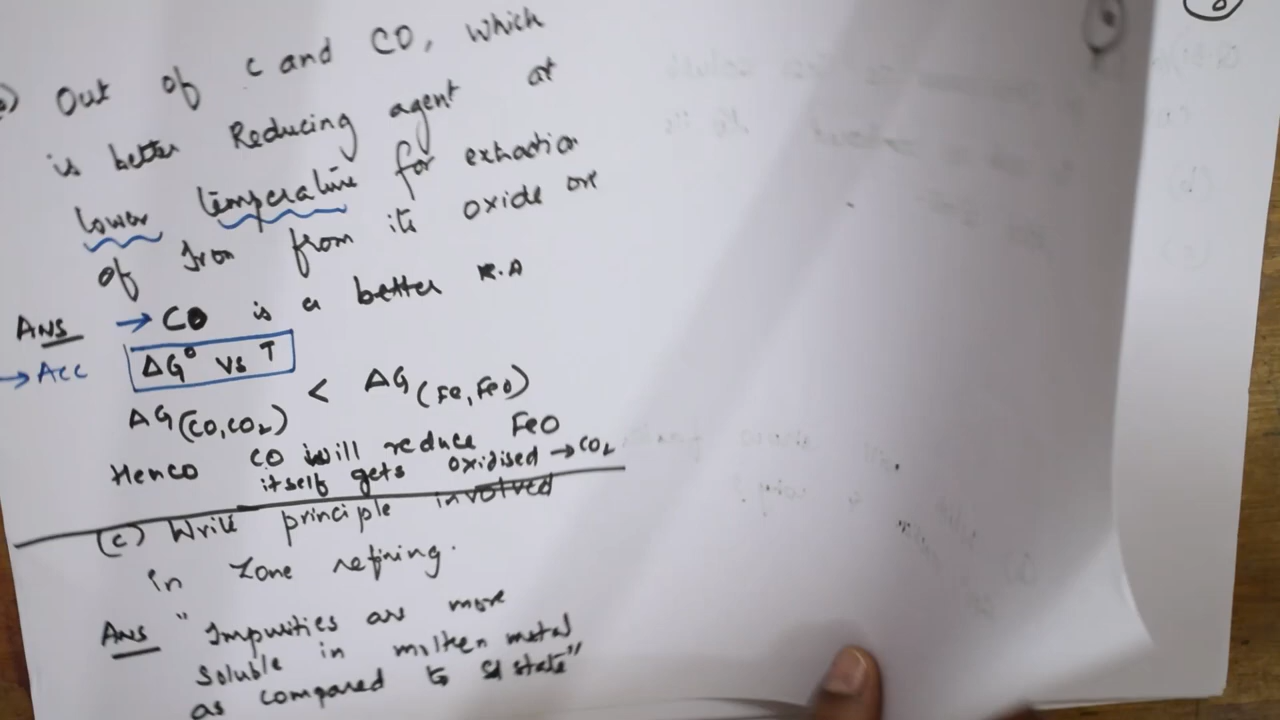 Out of C and CO, which
is better Reducing agent at
lower temperature for extraction
of Iron from its oxide ore
Ans → CO is a better R.A
→ Acc ΔG° vs T
ΔG(CO,CO₂) < ΔG(Fe, FeO)
Hence CO will reduce FeO
itself gets oxidised → CO₂
(c) Write principle involved
in Zone refining.
Ans "Impurities are more
soluble in molten metal
as compared to sd state"